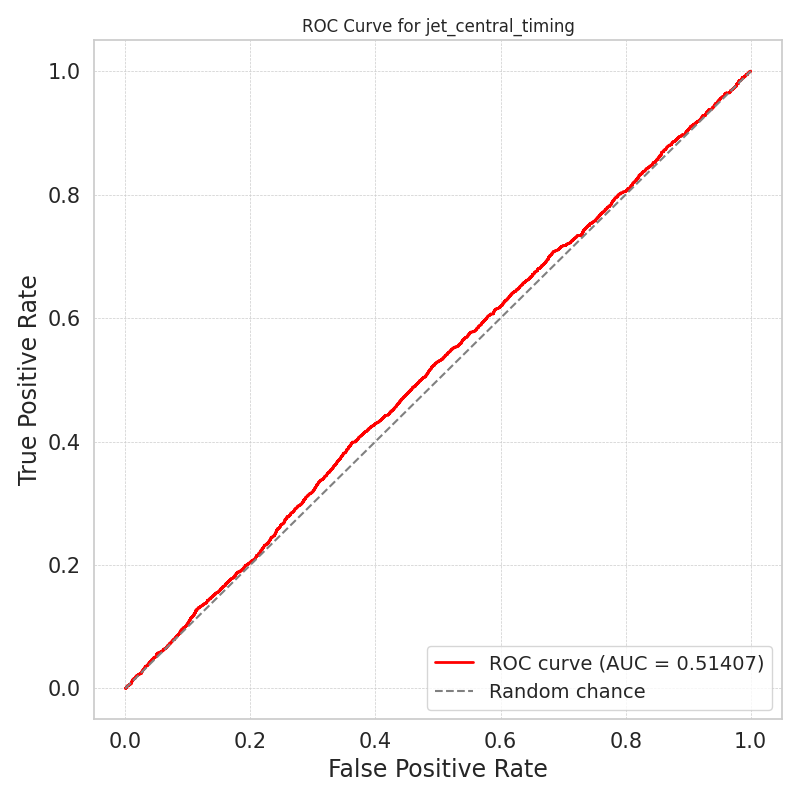 ROC Curve for jet_central_timing
True Positive Rate
1.0
0.8
0.6
0.4
0.2
0.0
ROC curve (AUC = 0.51407)
Random chance
0.0 0.2 0.4 0.6 0.8 1.0
False Positive Rate